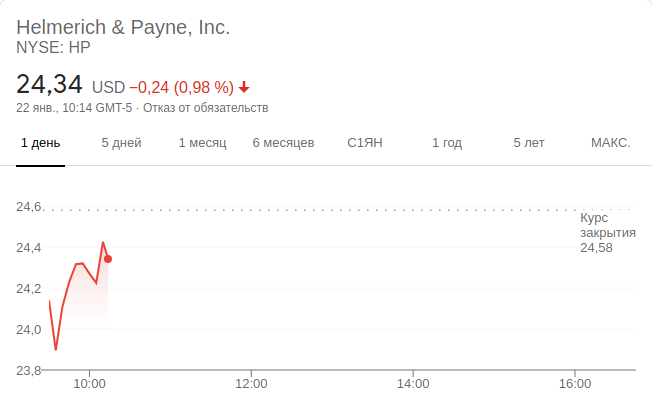 Helmerich & Payne, Inc.
NYSE: HP
24,34 USD −0,24 (0,98 %)
22 янв., 10:14 GMT-5 · Отказ от обязательств
1 день 5 дней 1 месяц 6 месяцев С1ЯН 1 год 5 лет МАКС.
24,6
Курс
закрытия
24,58
24,4
24,2
24,0
23,8
10:00 12:00 14:00 16:00